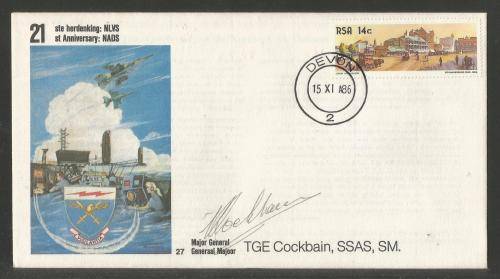 21 ste herdenking: NLVS
st Anniversary: NADS
RSA 14c
DEVON
15 XI A86
2
27 Major General
Generaal Majoor
TGE Cockbain, SSAS, SM.